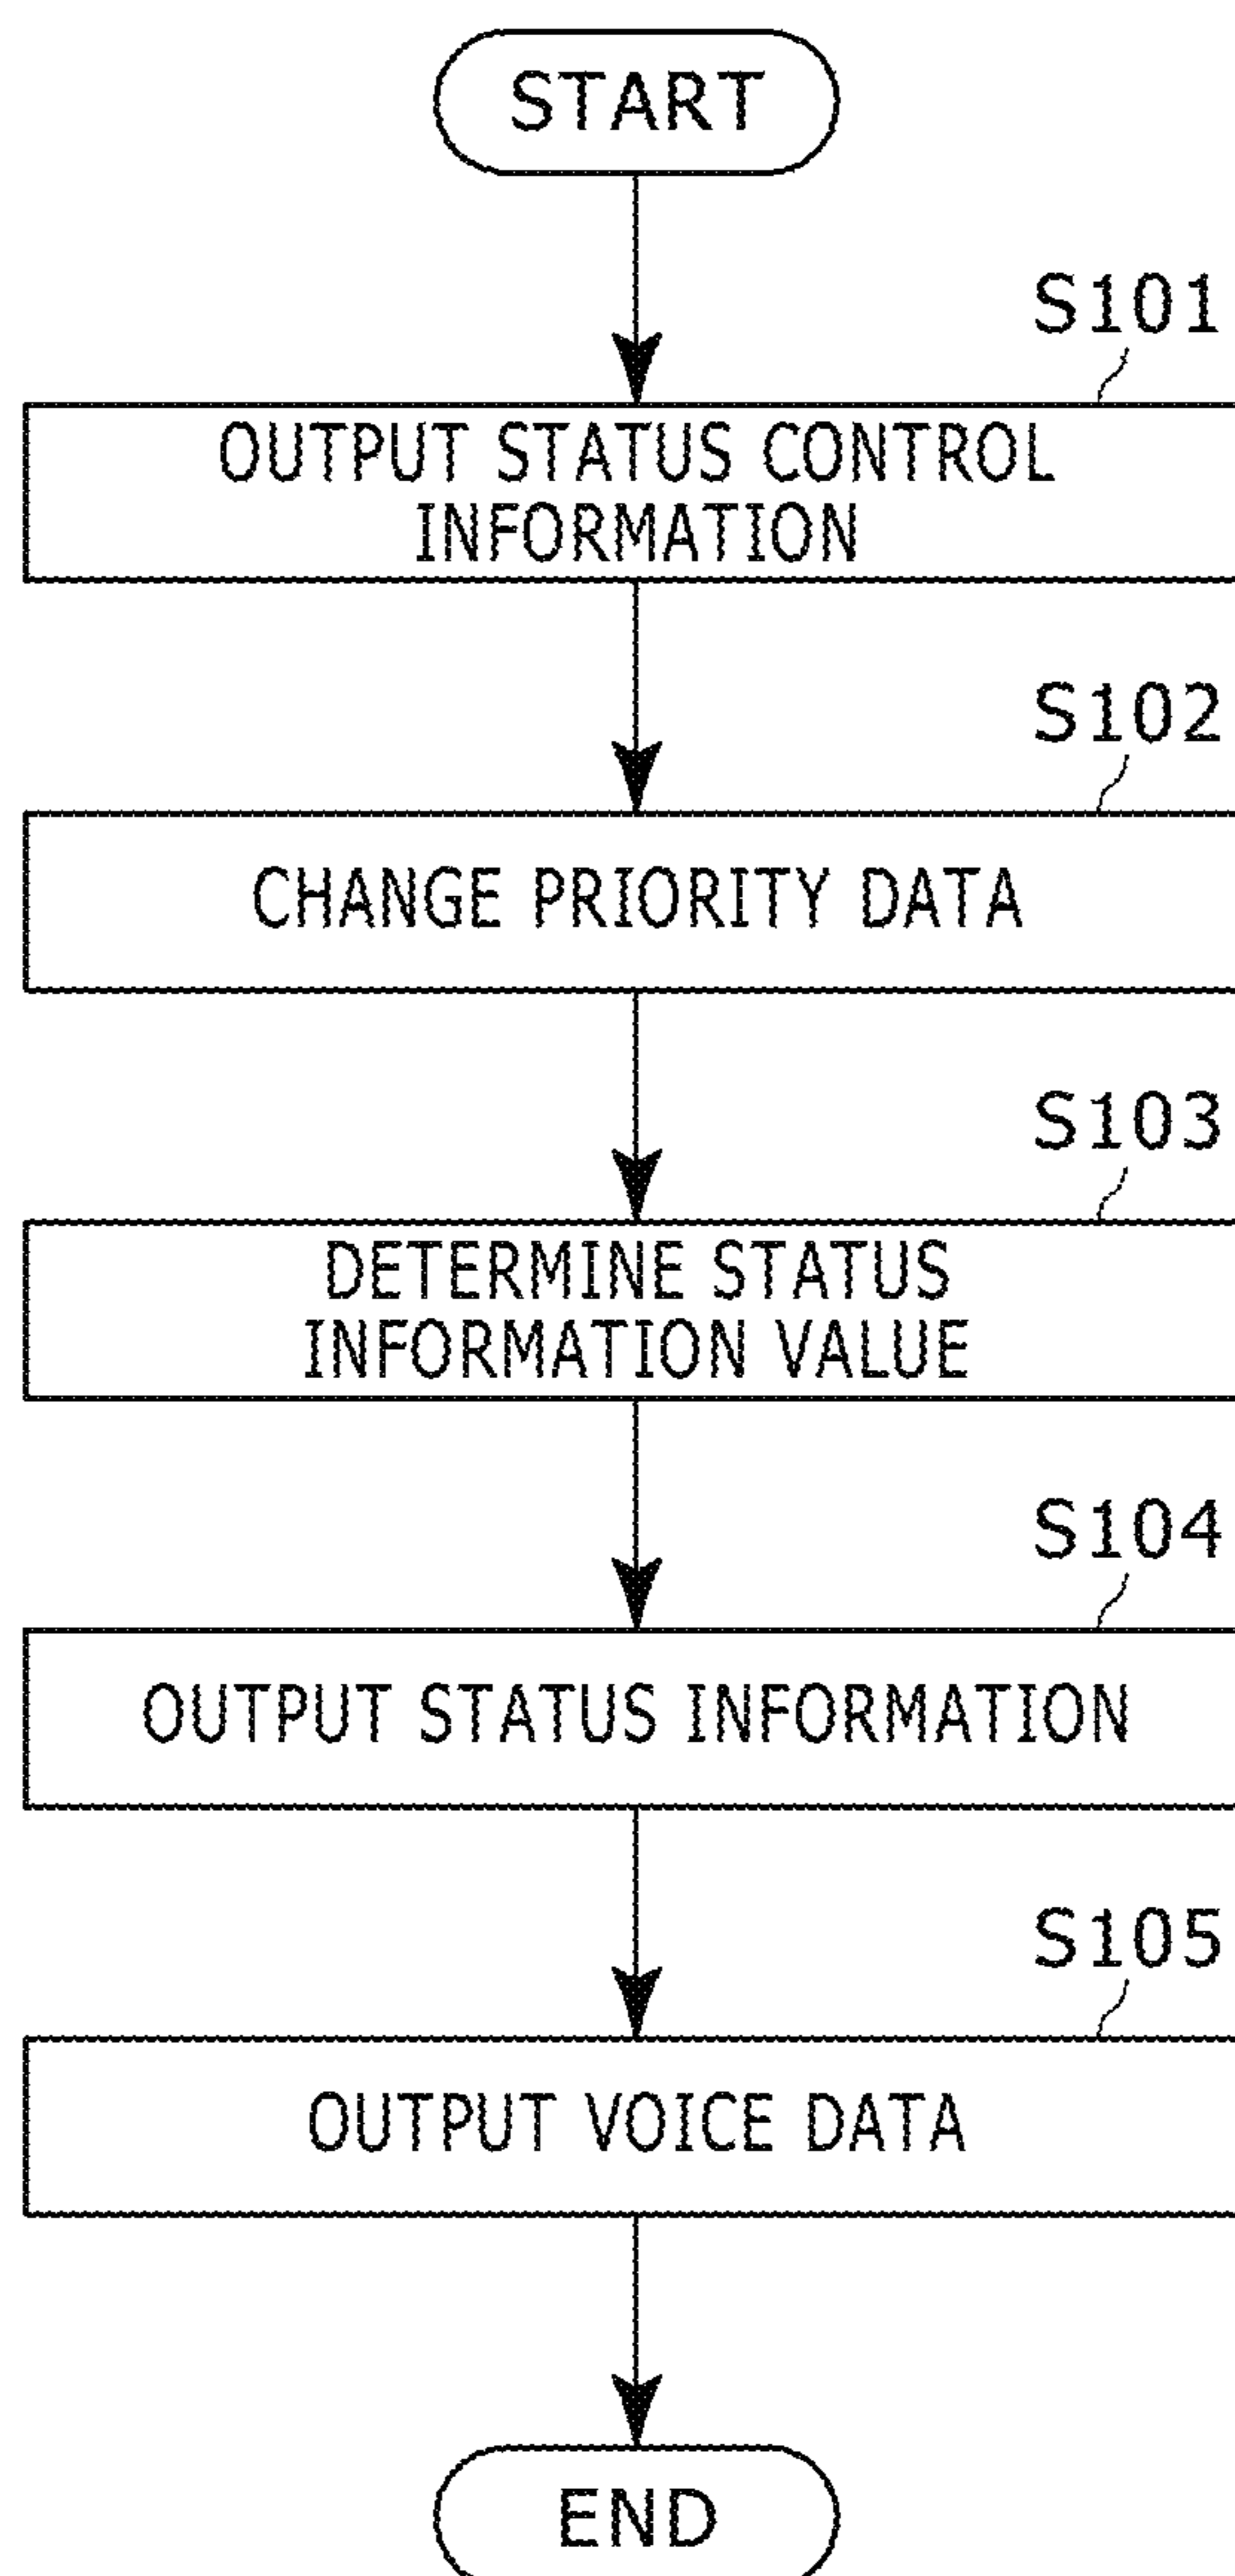 START
S101
OUTPUT STATUS CONTROL
INFORMATION
S102
CHANGE PRIORITY DATA
S103
DETERMINE STATUS
INFORMATION VALUE
S104
OUTPUT STATUS INFORMATION
S105
OUTPUT VOICE DATA
END